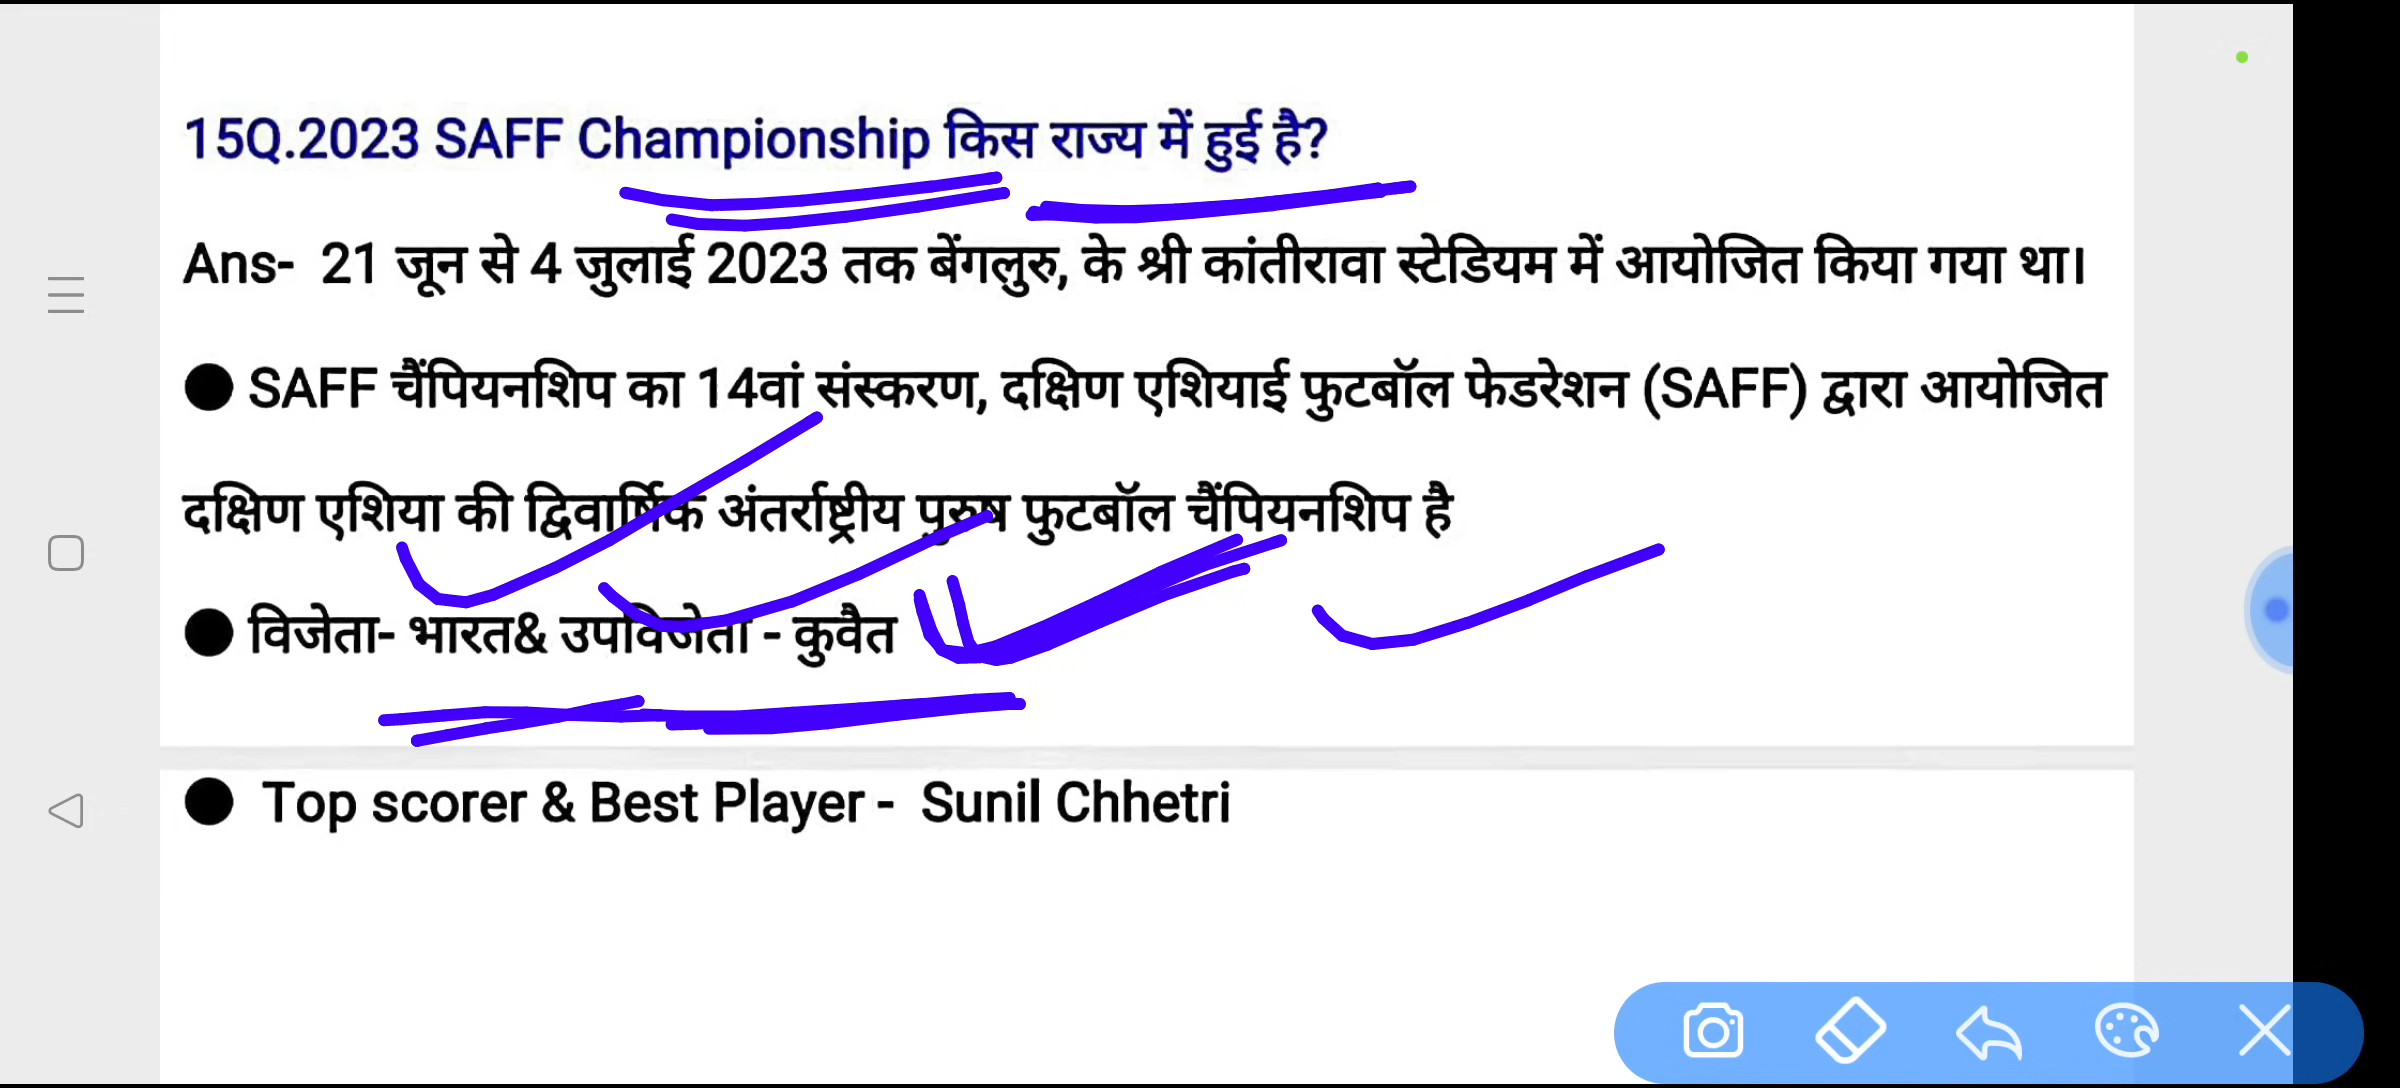 15Q.2023 SAFF Championship किस राज्य में हुई है?
Ans- 21 जून से 4 जुलाई 2023 तक बेंगलुरु, के श्री कांतीरावा स्टेडियम में आयोजित किया गया था।
● SAFF चैंपियनशिप का 14वां संस्करण, दक्षिण एशियाई फुटबॉल फेडरेशन (SAFF) द्वारा आयोजित
दक्षिण एशिया की द्विवार्षिक अंतर्राष्ट्रीय पुरुष फुटबॉल चैंपियनशिप है
● विजेता- भारत& उपविजेता - कुवैत
● Top scorer & Best Player - Sunil Chhetri